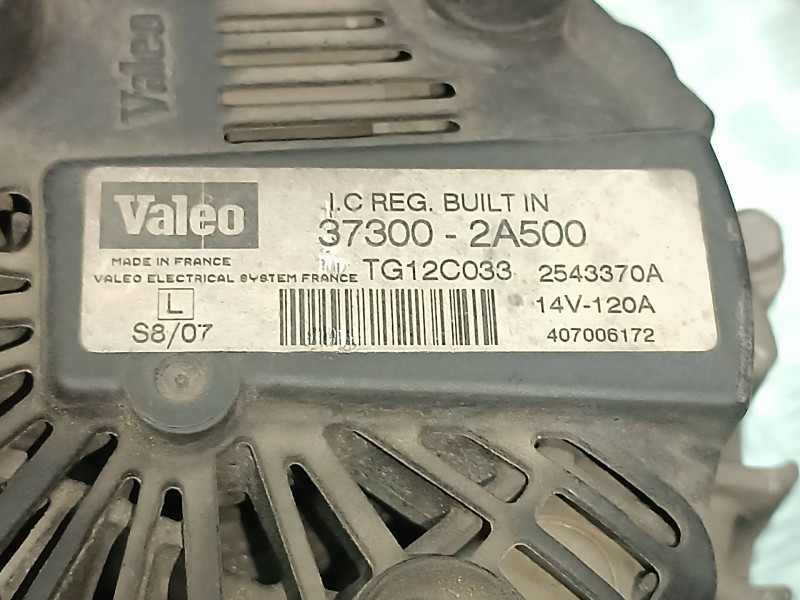 Valeo
Valeo
I.C REG. BUILT IN
37300 - 2A500
MADE IN FRANCE
VALEO ELECTRICAL SYSTEM FRANCE
TG12C033 2543370A
L
14V-120A
S8/07
407006172